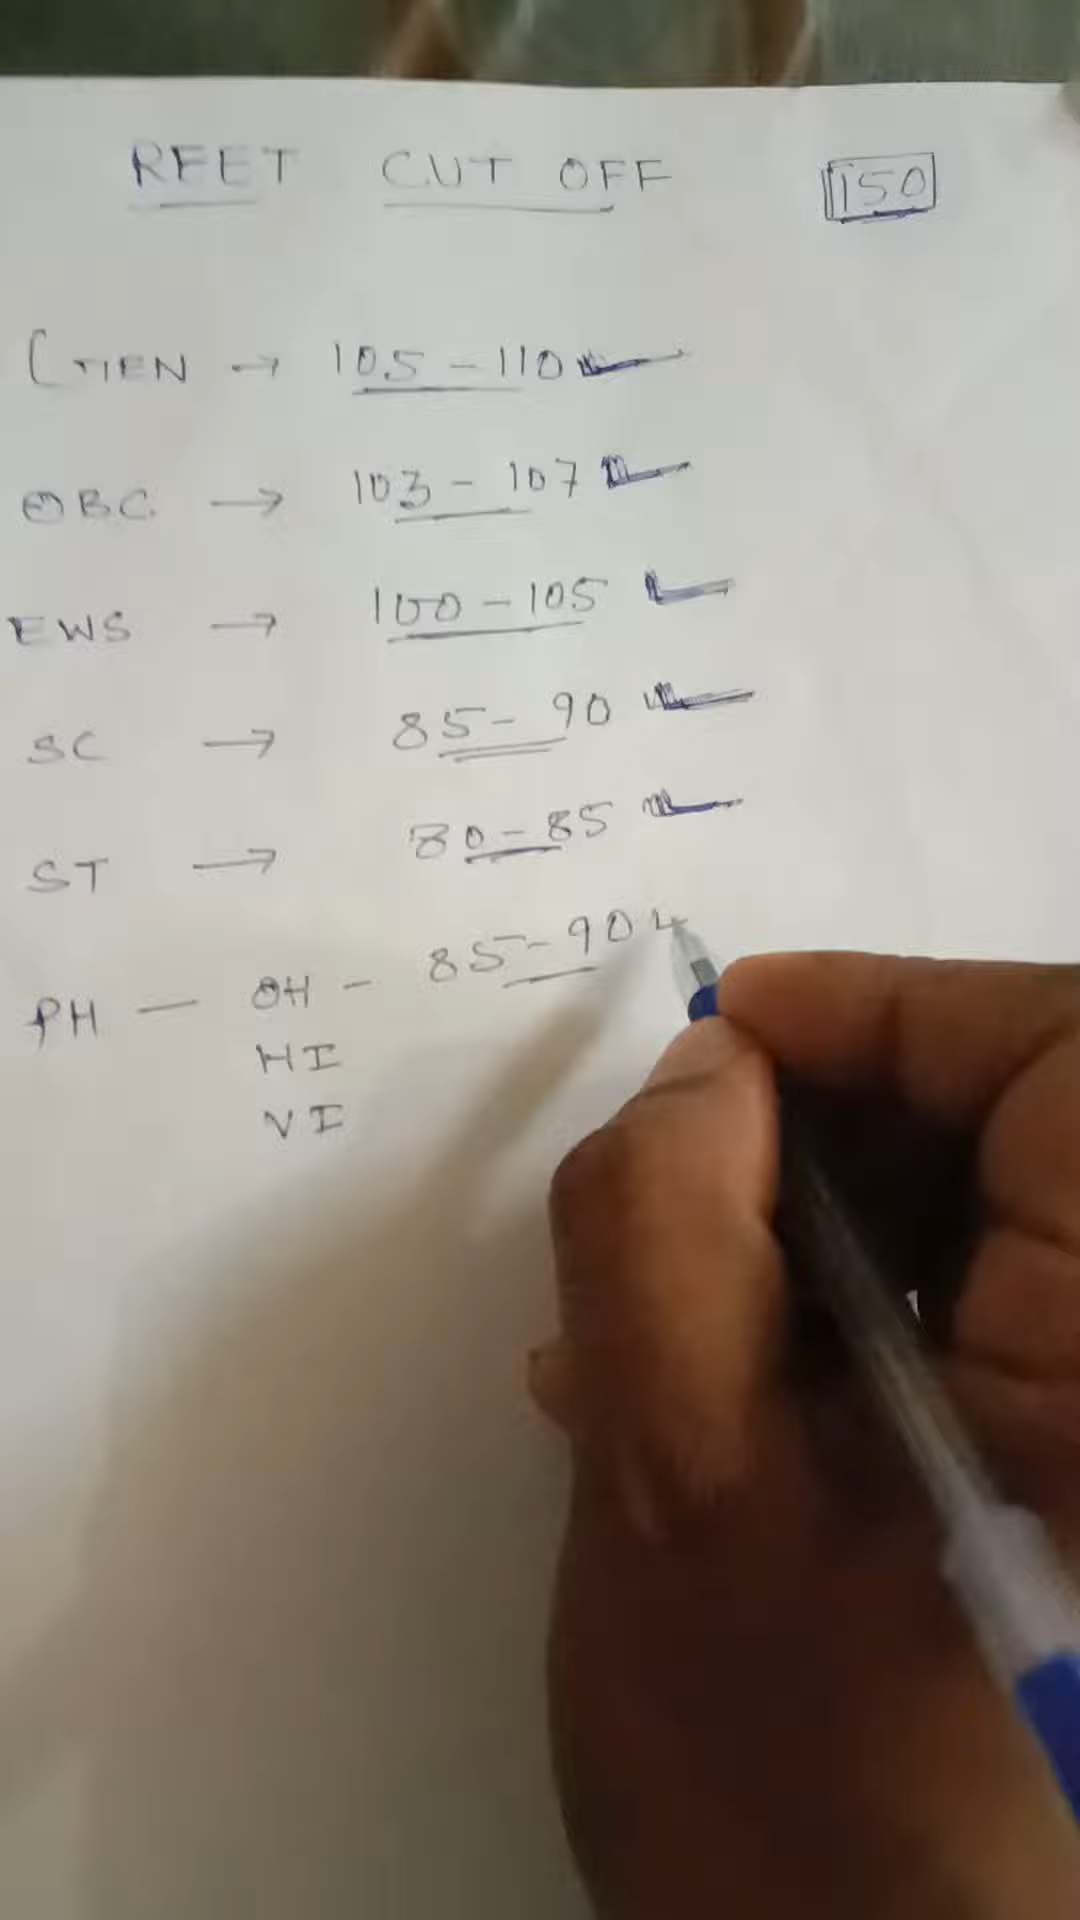 REET CUT OFF 150
GEN → 105 - 110
OBC → 103 - 107
EWS → 100 - 105
SC → 85 - 90
ST → 80 - 85
PH — OH - 85 - 90
HI
VI